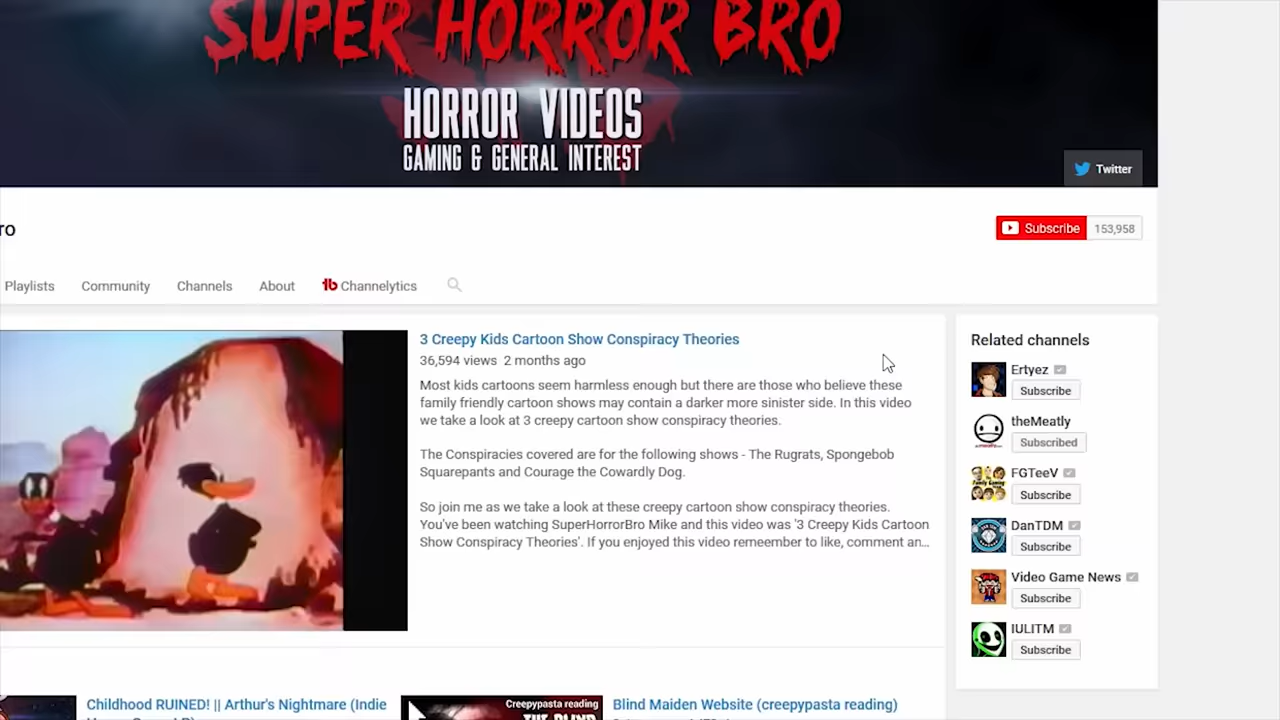 SUPER HORROR BRO
HORROR VIDEOS
GAMING & GENERAL INTEREST
Twitter
ro
Subscribe 153,958
Playlists Community Channels About Channelytics
3 Creepy Kids Cartoon Show Conspiracy Theories
36,594 views 2 months ago
Most kids cartoons seem harmless enough but there are those who believe these
family friendly cartoon shows may contain a darker more sinister side. In this video
we take a look at 3 creepy cartoon show conspiracy theories.
The Conspiracies covered are for the following shows - The Rugrats, Spongebob
Squarepants and Courage the Cowardly Dog.
So join me as we take a look at these creepy cartoon show conspiracy theories.
You've been watching SuperHorrorBro Mike and this video was '3 Creepy Kids Cartoon
Show Conspiracy Theories'. If you enjoyed this video remeember to like, comment an...
Related channels
Ertyez
Subscribe
theMeatly
Subscribed
FGTeeV
Subscribe
DanTDM
Subscribe
Video Game News
Subscribe
IULITM
Subscribe
Childhood RUINED! || Arthur's Nightmare (Indie
Creepypasta reading
THE BLIND
Blind Maiden Website (creepypasta reading)